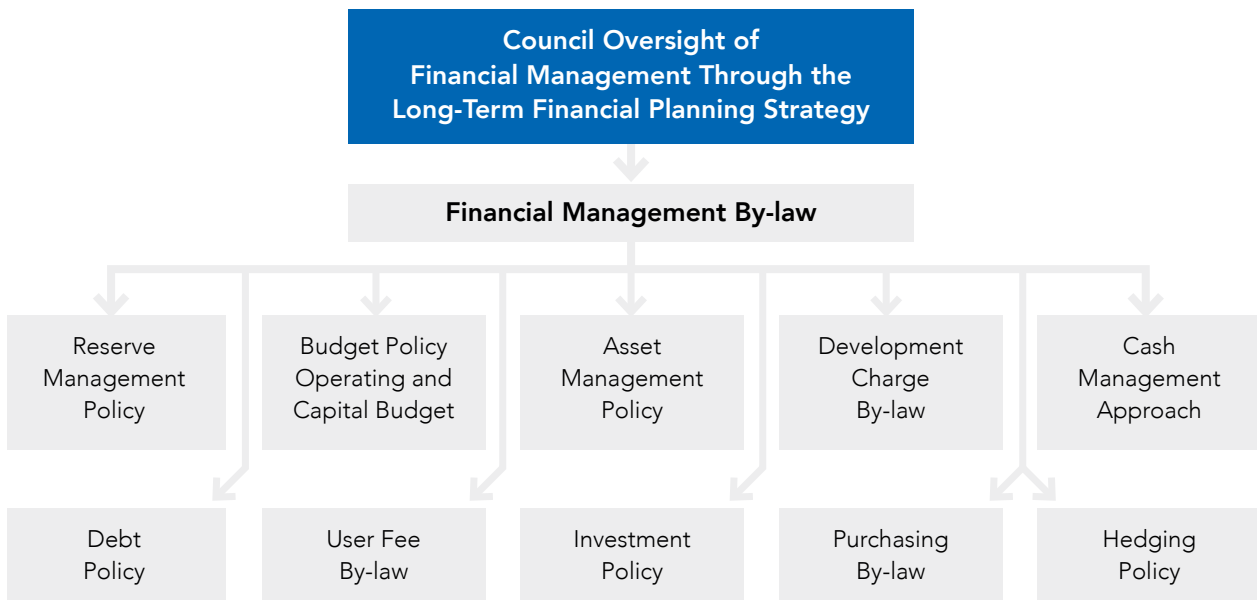 Council Oversight of
Financial Management Through the
Long-Term Financial Planning Strategy
Financial Management By-law
Reserve
Management
Policy
Budget Policy
Operating and
Capital Budget
Asset
Management
Policy
Development
Charge
By-law
Cash
Management
Approach
Debt
Policy
User Fee
By-law
Investment
Policy
Purchasing
By-law
Hedging
Policy